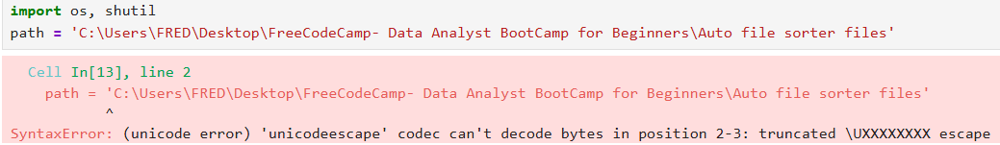 import os, shutil
path = 'C:\Users\FRED\Desktop\FreeCodeCamp- Data Analyst BootCamp for Beginners\Auto file sorter files'
Cell In[13], line 2
path = 'C:\Users\FRED\Desktop\FreeCodeCamp- Data Analyst BootCamp for Beginners\Auto file sorter files'
^
SyntaxError: (unicode error) 'unicodeescape' codec can't decode bytes in position 2-3: truncated \UXXXXXXXX escape